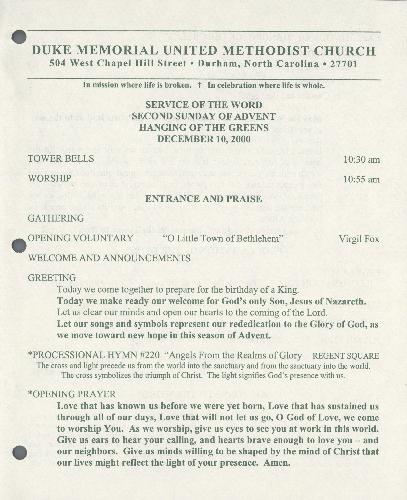 DUKE MEMORIAL UNITED METHODIST CHURCH
504 West Chapel Hill Street • Durham, North Carolina • 27701
In mission where life is broken. † In celebration where life is whole.
SERVICE OF THE WORD
SECOND SUNDAY OF ADVENT
HANGING OF THE GREENS
DECEMBER 10, 2000
TOWER BELLS 10:30 am
WORSHIP 10:55 am
ENTRANCE AND PRAISE
GATHERING
OPENING VOLUNTARY "O Little Town of Bethlehem" Virgil Fox
WELCOME AND ANNOUNCEMENTS
GREETING
Today we come together to prepare for the birthday of a King.
Today we make ready our welcome for God's only Son, Jesus of Nazareth.
Let us clear our minds and open our hearts to the coming of the Lord.
Let our songs and symbols represent our rededication to the Glory of God, as
we move toward new hope in this season of Advent.
*PROCESSIONAL HYMN #220 "Angels From the Realms of Glory REGENT SQUARE
The cross and light precede us from the world into the sanctuary and from the sanctuary into the world.
The cross symbolizes the triumph of Christ. The light signifies God's presence with us.
*OPENING PRAYER
Love that has known us before we were yet born, Love that has sustained us
through all of our days, Love that will not let us go, O God of Love, we come
to worship You. As we worship, give us eyes to see you at work in this world.
Give us ears to hear your calling, and hearts brave enough to love you – and
our neighbors. Give us minds willing to be shaped by the mind of Christ that
our lives might reflect the light of your presence. Amen.